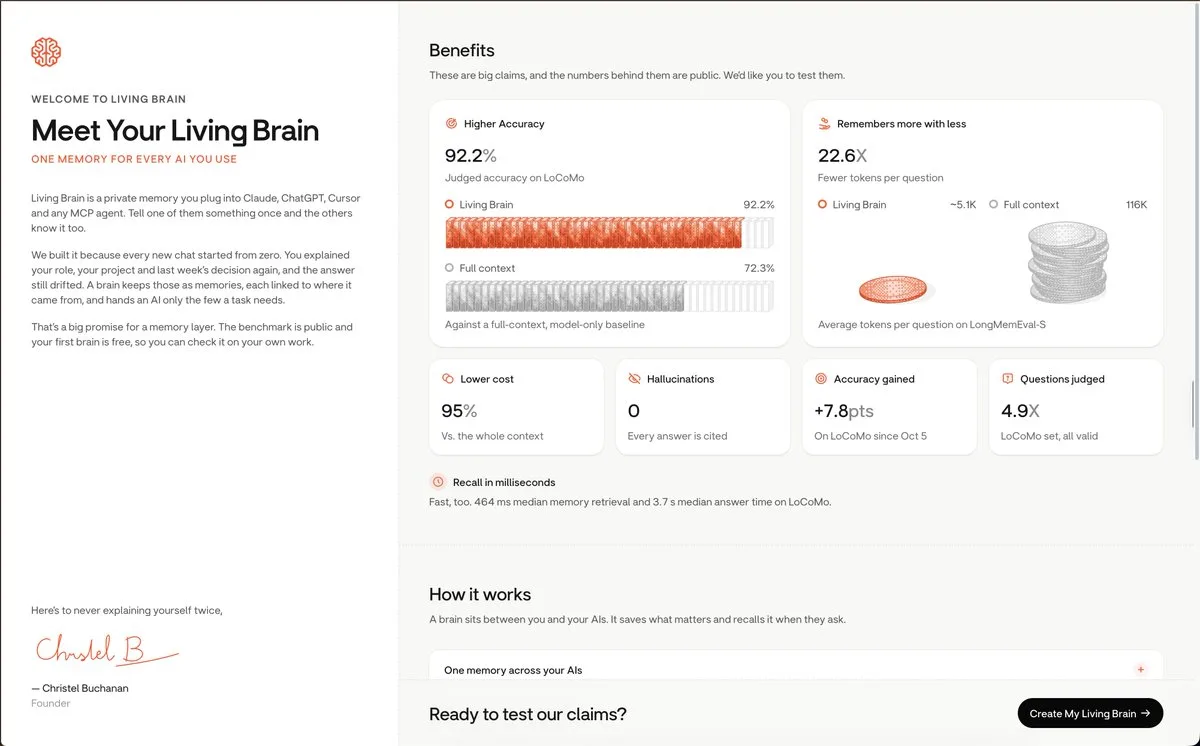 WELCOME TO LIVING BRAIN
Meet Your Living Brain
ONE MEMORY FOR EVERY AI YOU USE
Living Brain is a private memory you plug into Claude, ChatGPT, Cursor
and any MCP agent. Tell one of them something once and the others
know it too.
We built it because every new chat started from zero. You explained
your role, your project and last week's decision again, and the answer
still drifted. A brain keeps those as memories, each linked to where it
came from, and hands an AI only the few a task needs.
That's a big promise for a memory layer. The benchmark is public and
your first brain is free, so you can check it on your own work.
Here's to never explaining yourself twice,
Christel B
— Christel Buchanan
Founder
Benefits
These are big claims, and the numbers behind them are public. We'd like you to test them.
Higher Accuracy
92.2%
Judged accuracy on LoCoMo
Living Brain 92.2%
Full context 72.3%
Against a full-context, model-only baseline
Remembers more with less
22.6X
Fewer tokens per question
Living Brain ~5.1K Full context 116K
Average tokens per question on LongMemEval-S
Lower cost
95%
Vs. the whole context
Hallucinations
0
Every answer is cited
Accuracy gained
+7.8pts
On LoCoMo since Oct 5
Questions judged
4.9X
LoCoMo set, all valid
Recall in milliseconds
Fast, too. 464 ms median memory retrieval and 3.7 s median answer time on LoCoMo.
How it works
A brain sits between you and your AIs. It saves what matters and recalls it when they ask.
One memory across your AIs +
Ready to test our claims?
Create My Living Brain →